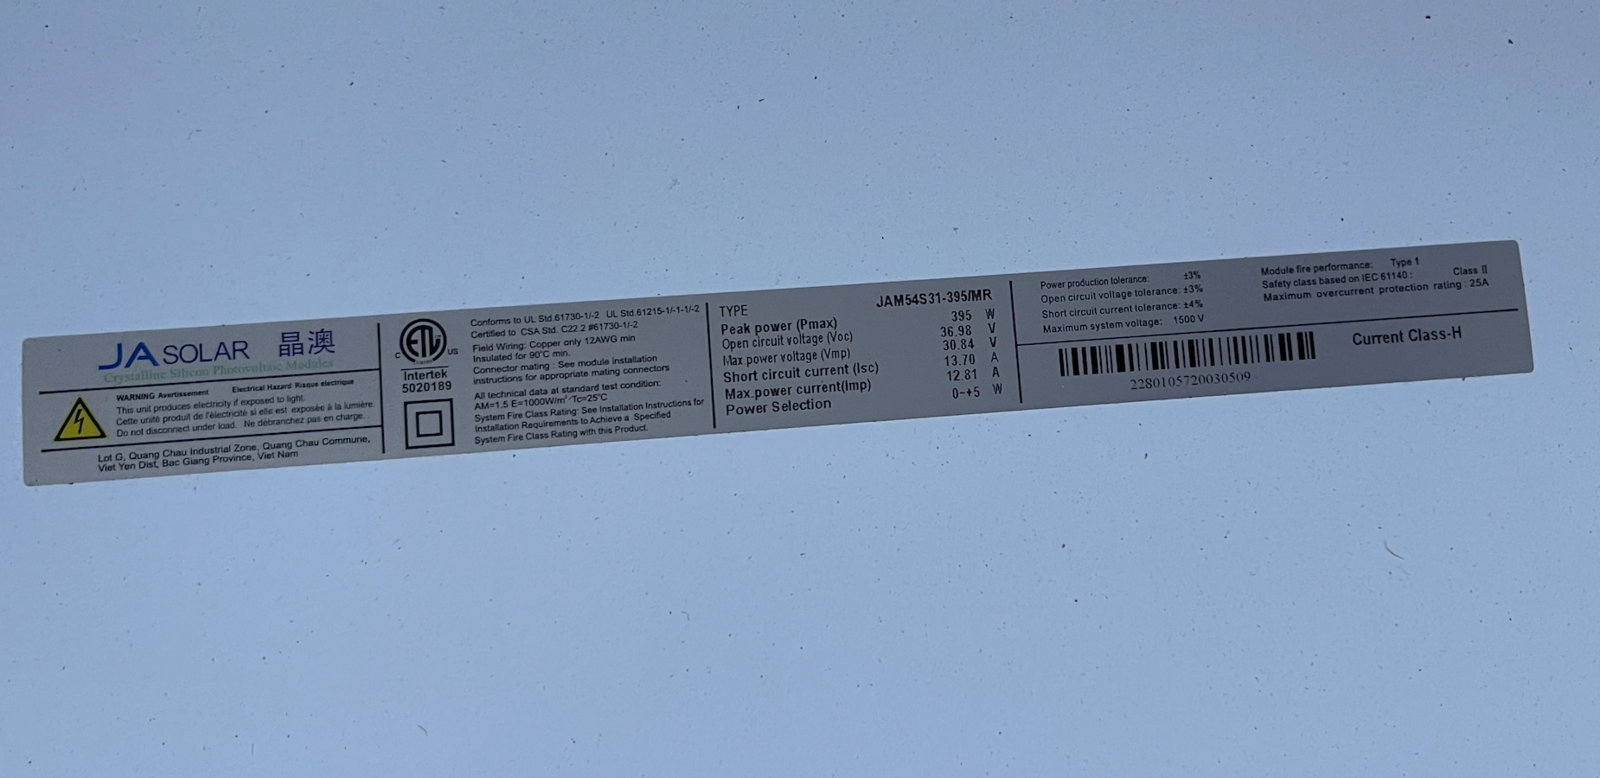 JA SOLAR 晶澳
Crystalline Silicon Photovoltaic Modules
WARNING Avertissement Electrical Hazard Risque électrique
This unit produces electricity if exposed to light.
Cette unité produit de l'électricité si elle est exposée à la lumière.
Do not disconnect under load. Ne débranchez pas en charge.
Lot G, Quang Chau Industrial Zone, Quang Chau Commune,
Viet Yen Dist, Bac Giang Province, Viet Nam
C ETL US
Intertek
5020189
Conforms to UL Std.61730-1/-2 UL Std.61215-1/-1-1/-2
Certified to CSA Std. C22.2 #61730-1/-2
Field Wiring: Copper only 12AWG min
Insulated for 90°C min.
Connector mating : See module installation
instructions for appropriate mating connectors
All technical data at standard test condition:
AM=1.5 E=1000W/m² Tc=25°C
System Fire Class Rating: See Installation Instructions for
Installation Requirements to Achieve a Specified
System Fire Class Rating with this Product.
TYPE JAM54S31-395/MR
Peak power (Pmax) 395 W
Open circuit voltage (Voc) 36.98 V
Max power voltage (Vmp) 30.84 V
Short circuit current (Isc) 13.70 A
Max.power current(Imp) 12.81 A
Power Selection 0~+5 W
Power production tolerance: ±3%
Open circuit voltage tolerance: ±3%
Short circuit current tolerance: ±4%
Maximum system voltage: 1500 V
Module fire performance: Type 1
Safety class based on IEC 61140 : Class II
Maximum overcurrent protection rating : 25A
2280105720030509
Current Class-H